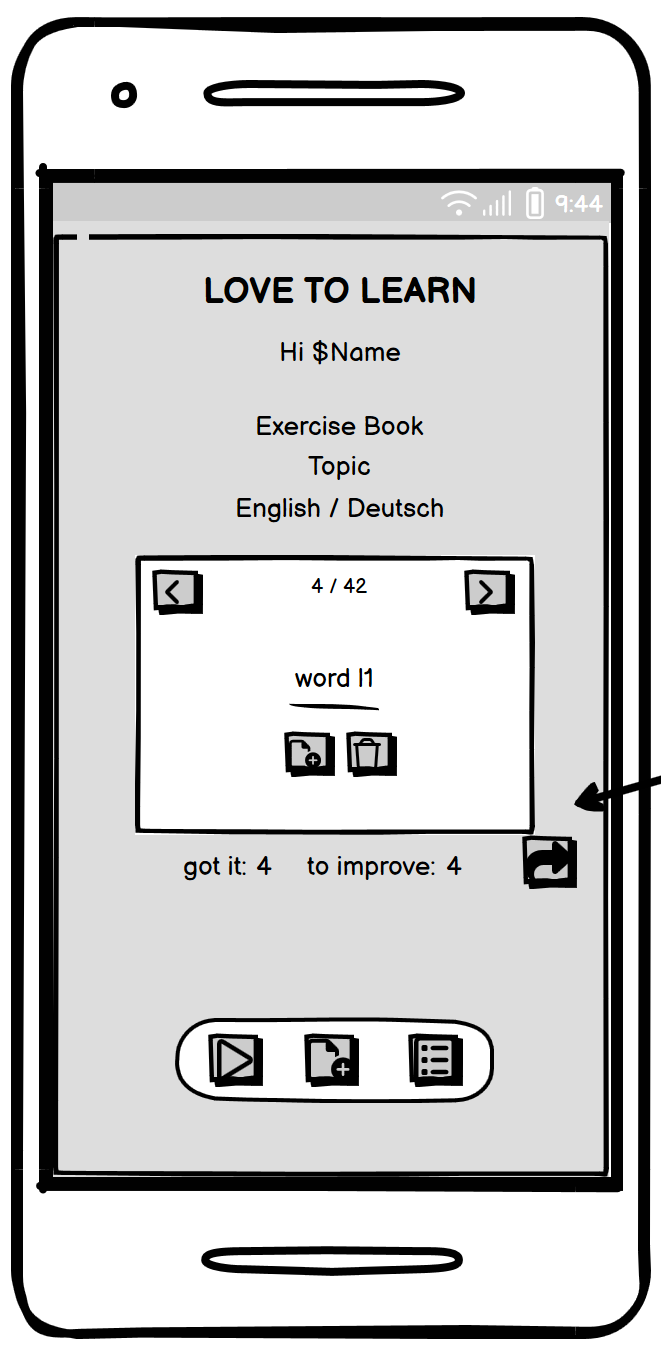 9:44
LOVE TO LEARN
Hi $Name
Exercise Book
Topic
English / Deutsch
4 / 42
word l1
got it: 4 to improve: 4